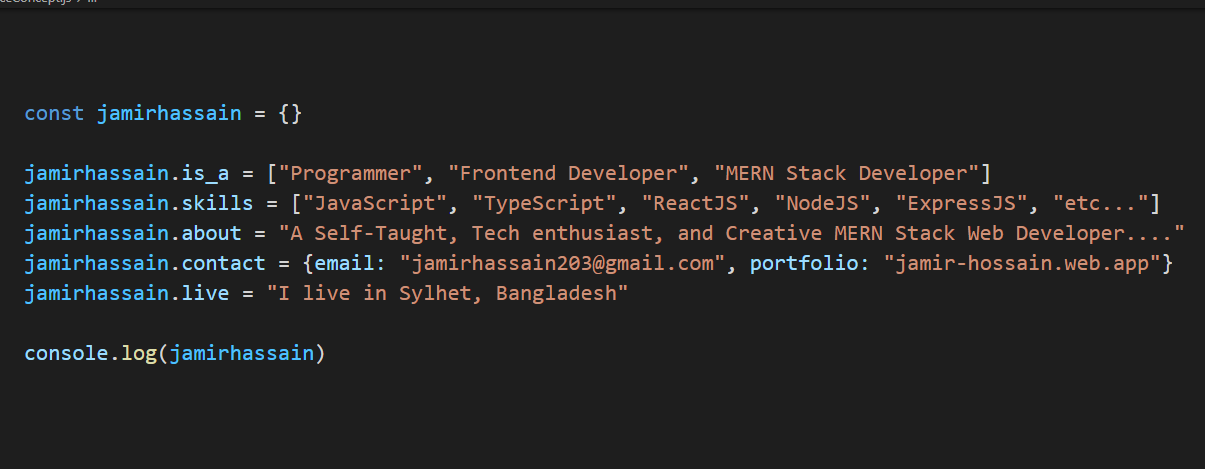 const jamirhassain = {}
jamirhassain.is_a = ["Programmer", "Frontend Developer", "MERN Stack Developer"]
jamirhassain.skills = ["JavaScript", "TypeScript", "ReactJS", "NodeJS", "ExpressJS", "etc..."]
jamirhassain.about = "A Self-Taught, Tech enthusiast, and Creative MERN Stack Web Developer...."
jamirhassain.contact = {email: "jamirhassain203@gmail.com", portfolio: "jamir-hossain.web.app"}
jamirhassain.live = "I live in Sylhet, Bangladesh"
console.log(jamirhassain)